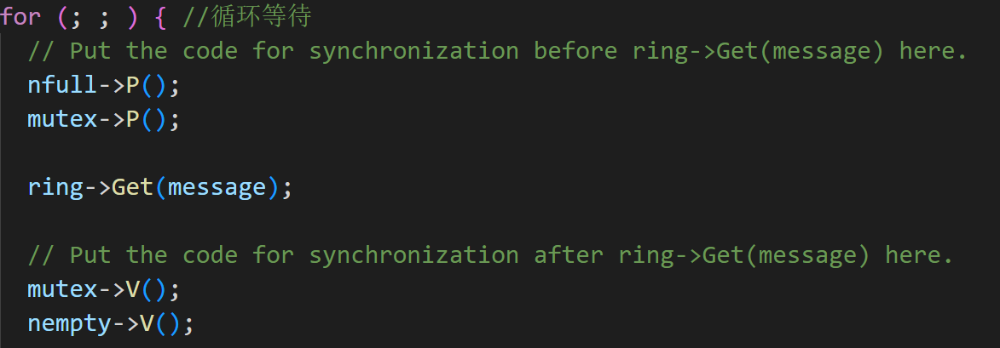 for (; ; ) { //循环等待
// Put the code for synchronization before ring->Get(message) here.
nfull->P();
mutex->P();
ring->Get(message);
// Put the code for synchronization after ring->Get(message) here.
mutex->V();
nempty->V();